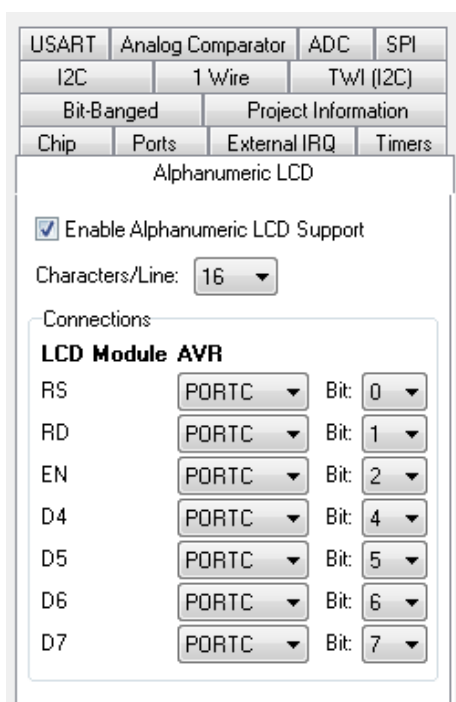 USART Analog Comparator ADC SPI
I2C 1 Wire TWI (I2C)
Bit-Banged Project Information
Chip Ports External IRQ Timers
Alphanumeric LCD
Enable Alphanumeric LCD Support
Characters/Line: 16
Connections
LCD Module AVR
RS PORTC Bit: 0
RD PORTC Bit: 1
EN PORTC Bit: 2
D4 PORTC Bit: 4
D5 PORTC Bit: 5
D6 PORTC Bit: 6
D7 PORTC Bit: 7